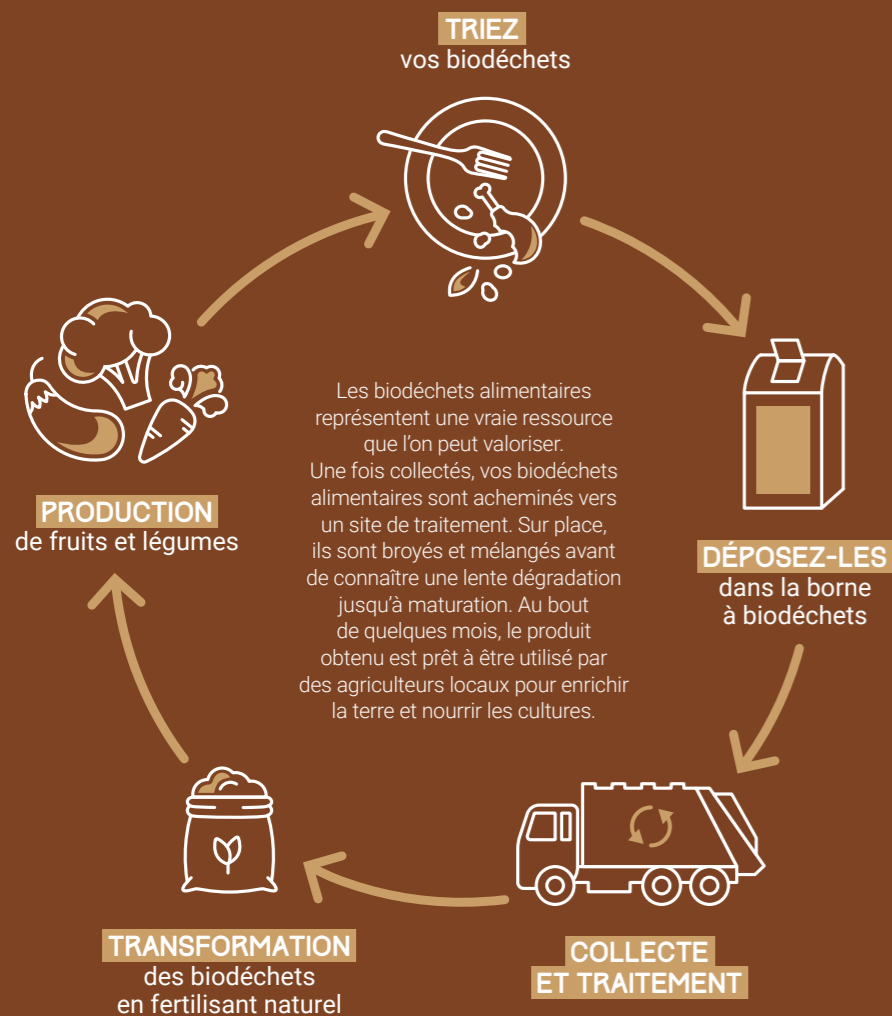 TRIEZ
vos biodéchets
DÉPOSEZ-LES
dans la borne
à biodéchets
COLLECTE
ET TRAITEMENT
TRANSFORMATION
des biodéchets
en fertilisant naturel
PRODUCTION
de fruits et légumes
Les biodéchets alimentaires
représentent une vraie ressource
que l'on peut valoriser.
Une fois collectés, vos biodéchets
alimentaires sont acheminés vers
un site de traitement. Sur place,
ils sont broyés et mélangés avant
de connaître une lente dégradation
jusqu'à maturation. Au bout
de quelques mois, le produit
obtenu est prêt à être utilisé par
des agriculteurs locaux pour enrichir
la terre et nourrir les cultures.